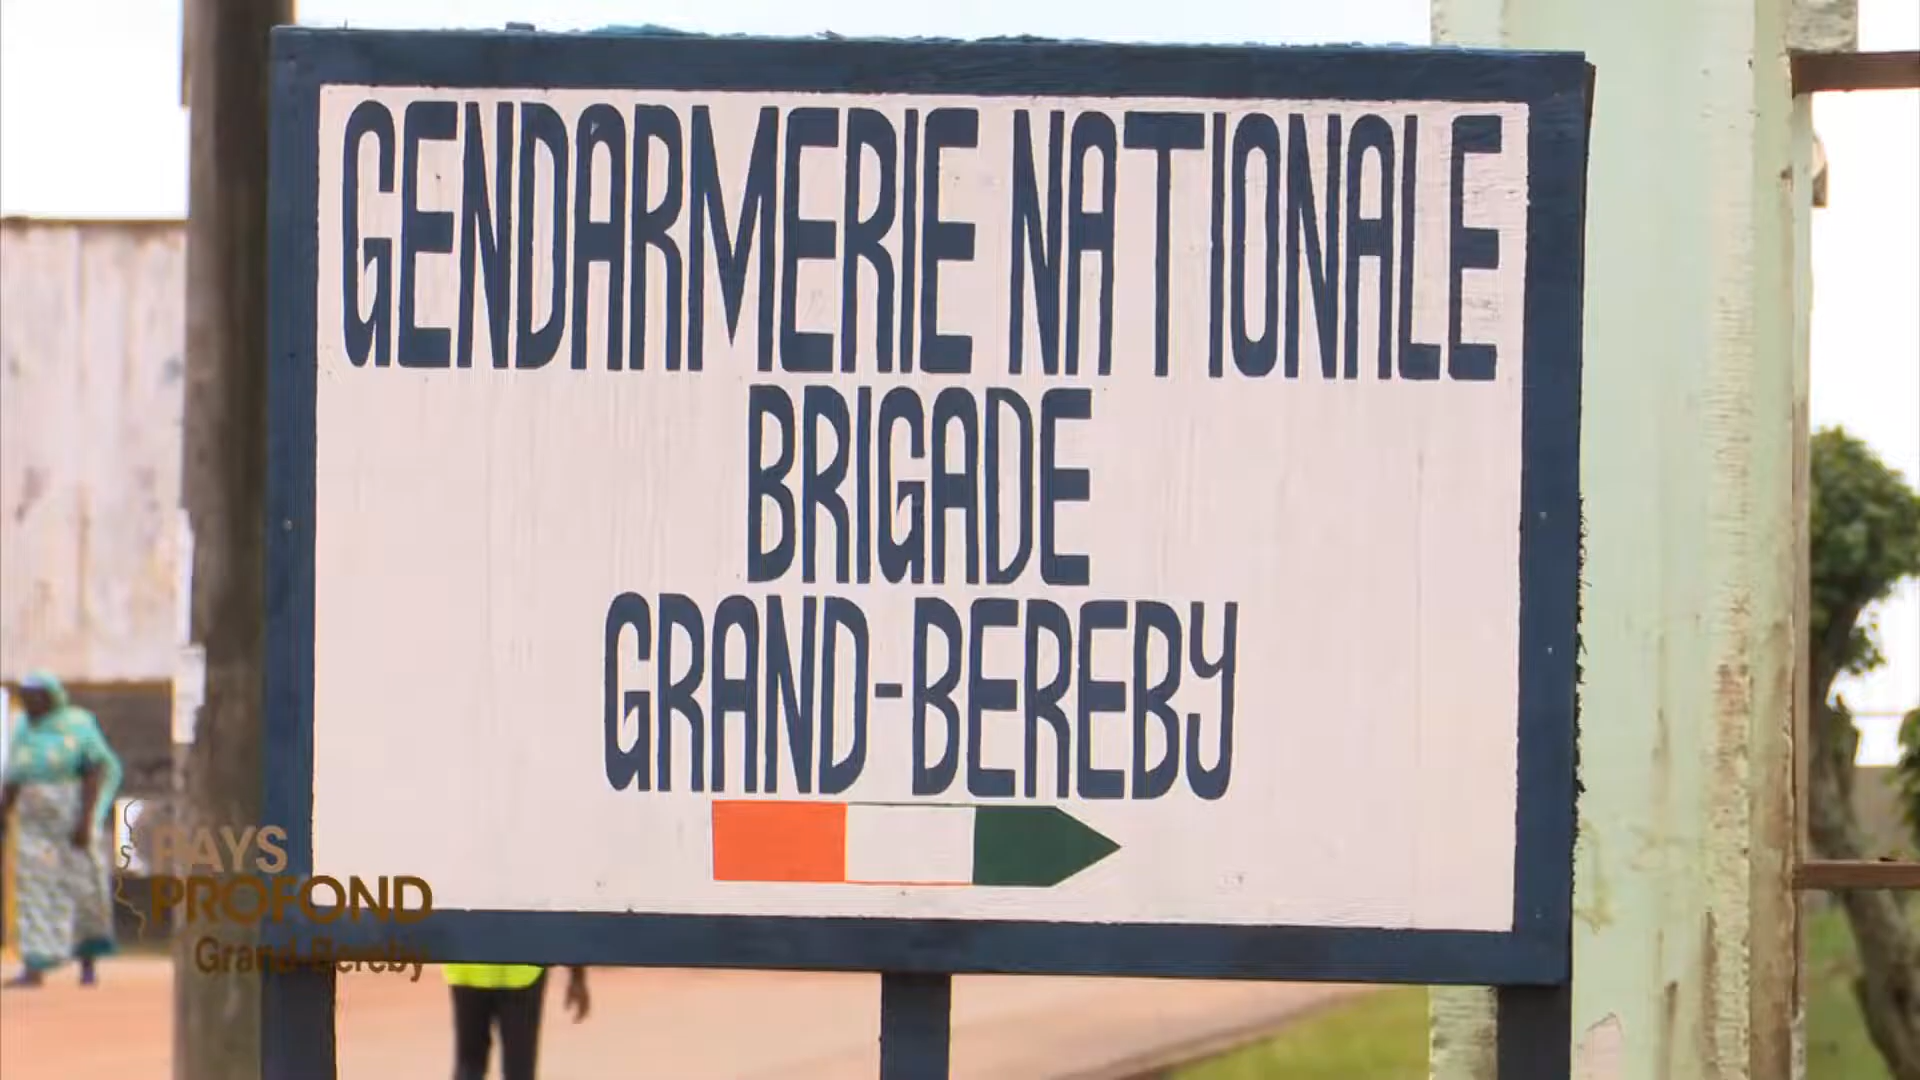 GENDARMERIE NATIONALE
BRIGADE
GRAND-BEREBY
PAYS
PROFOND
Grand-Bereby